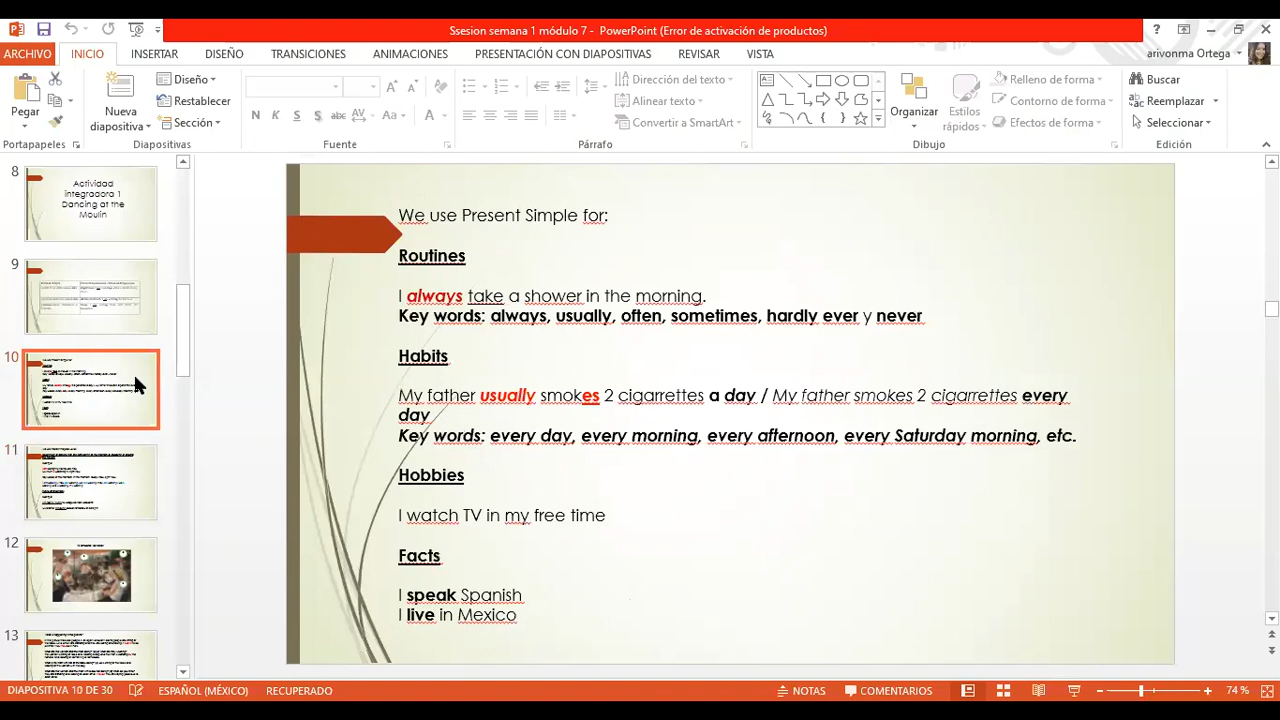 Ssesion semana 1 módulo 7 - PowerPoint (Error de activación de productos)
ARCHIVO INICIO INSERTAR DISEÑO TRANSICIONES ANIMACIONES PRESENTACIÓN CON DIAPOSITIVAS REVISAR VISTA arivonma Ortega
Pegar
Nueva diapositiva
Diseño
Restablecer
Sección
N K S abc AV Aa A
Dirección del texto
Alinear texto
Convertir a SmartArt
Organizar
Estilos rápidos
Relleno de forma
Contorno de forma
Efectos de forma
Buscar
Reemplazar
Seleccionar
Portapapeles Diapositivas Fuente Párrafo Dibujo Edición
8
Actividad
integradora 1
Dancing at the
Moulin
9
10
11
12
13
We use Present Simple for:
Routines
I always take a shower in the morning.
Key words: always, usually, often, sometimes, hardly ever y never
Habits
My father usually smokes 2 cigarrettes a day / My father smokes 2 cigarrettes every
day
Key words: every day, every morning, every afternoon, every Saturday morning, etc.
Hobbies
I watch TV in my free time
Facts
I speak Spanish
I live in Mexico
DIAPOSITIVA 10 DE 30 ESPAÑOL (MÉXICO) RECUPERADO NOTAS COMENTARIOS 74 %